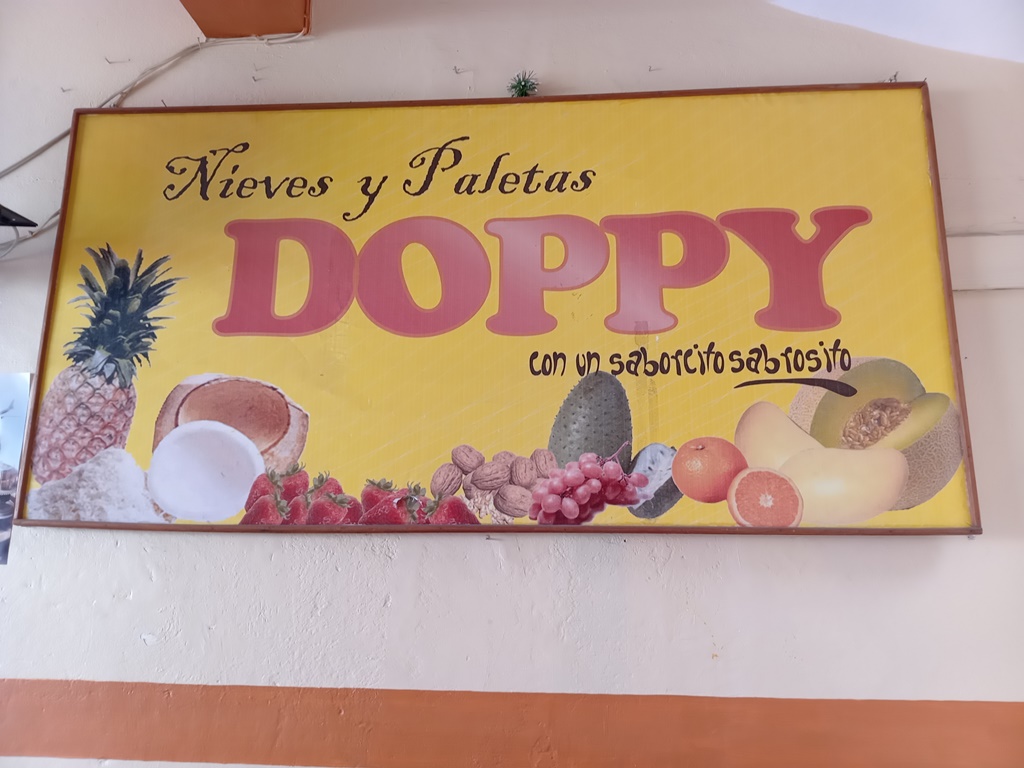 Nieves y Paletas
DOPPY
con un saborcito sabrosito